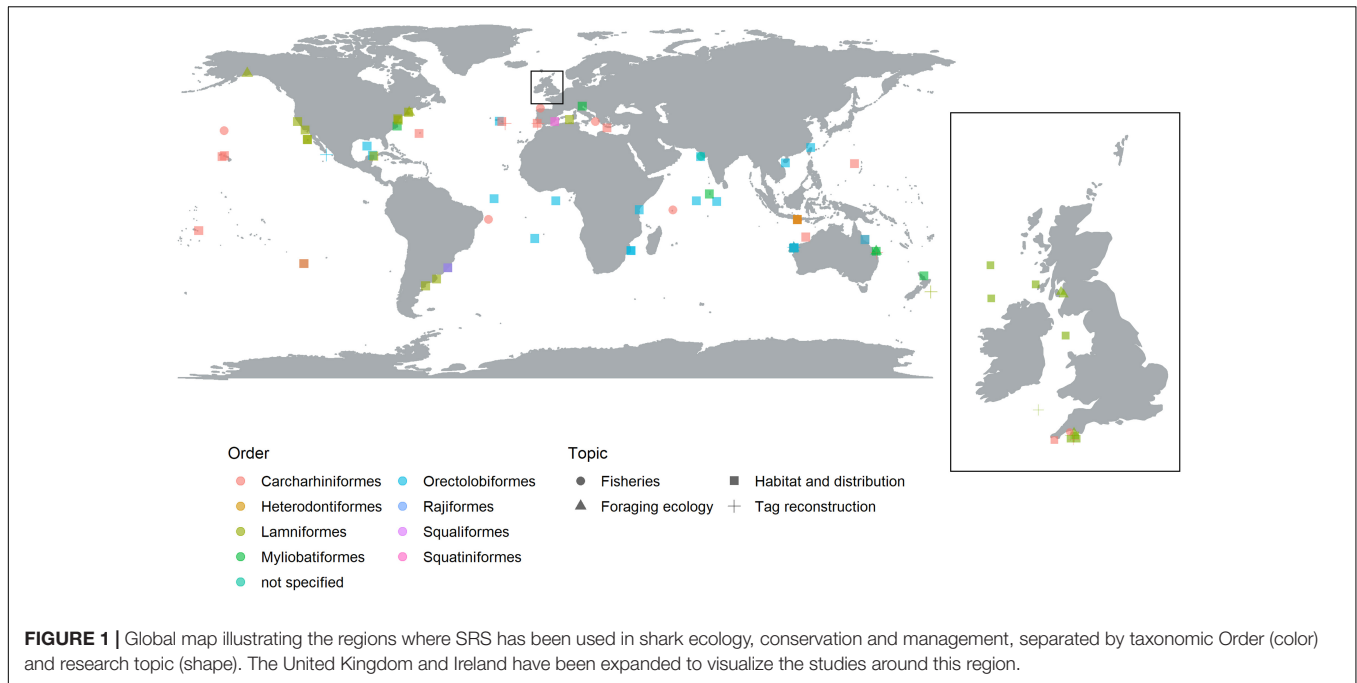 Order
Topic
Carcharhiniformes
Orectolobiformes
Fisheries
Habitat and distribution
Heterodontiformes
Rajiformes
Foraging ecology
Tag reconstruction
Lamniformes
Squaliformes
Myliobatiformes
Squatiniformes
not specified
FIGURE 1 | Global map illustrating the regions where SRS has been used in shark ecology, conservation and management, separated by taxonomic Order (color)
and research topic (shape). The United Kingdom and Ireland have been expanded to visualize the studies around this region.